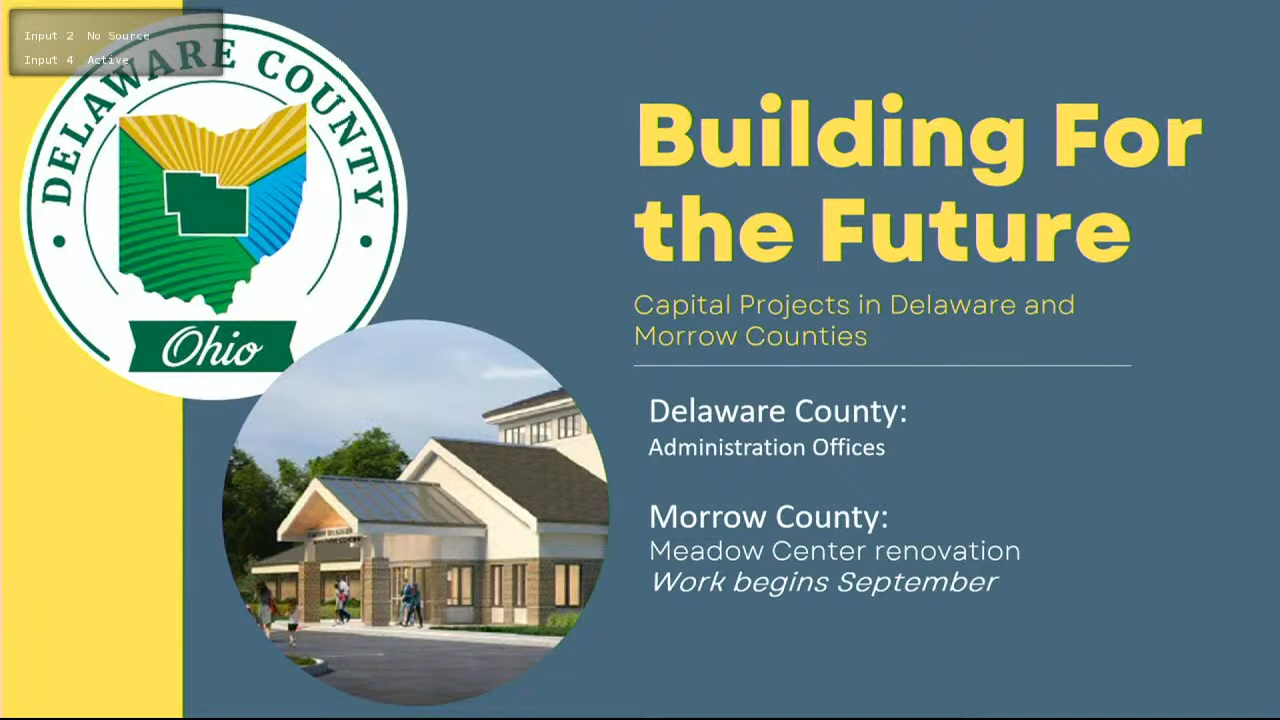 Input 2 No Source
Input 4 Active
DELAWARE COUNTY
Ohio
Building For
the Future
Capital Projects in Delaware and
Morrow Counties
Delaware County:
Administration Offices
Morrow County:
Meadow Center renovation
Work begins September